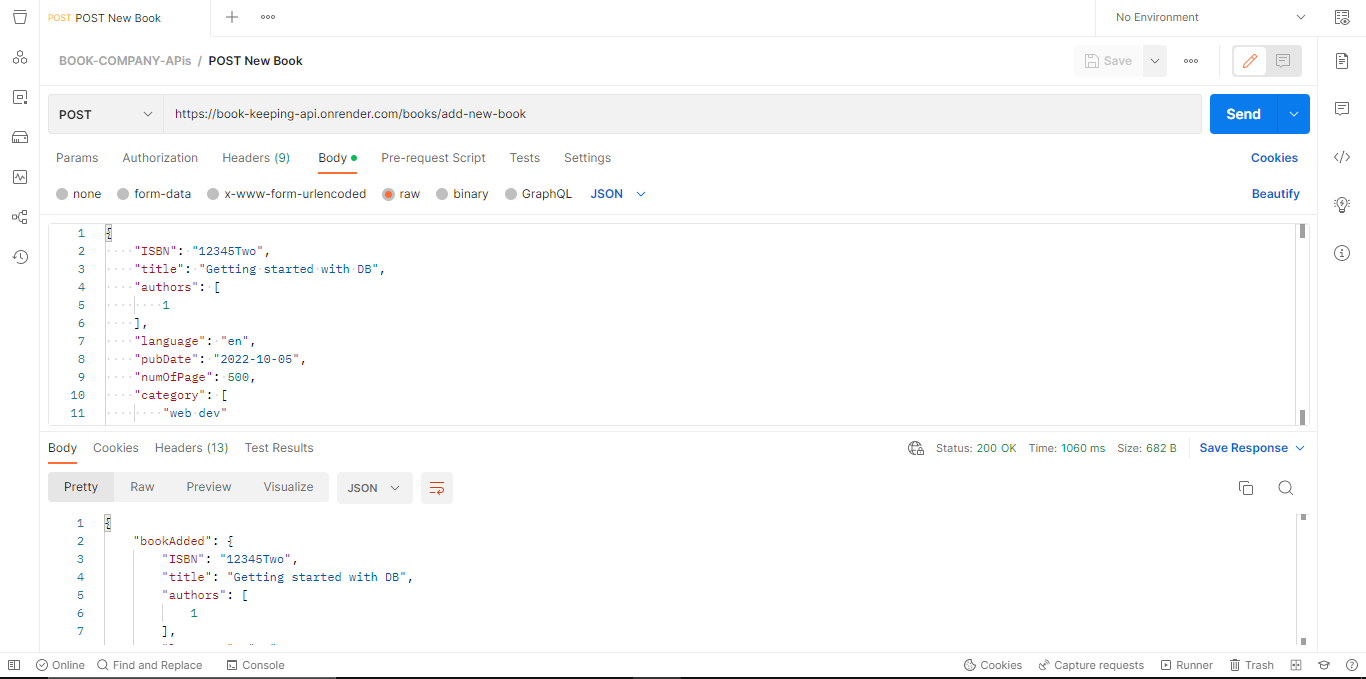 POST POST New Book
No Environment
BOOK-COMPANY-APIs / POST New Book
Save
POST
https://book-keeping-api.onrender.com/books/add-new-book
Send
Params Authorization Headers (9) Body Pre-request Script Tests Settings Cookies
none form-data x-www-form-urlencoded raw binary GraphQL JSON Beautify
1 {
2 "ISBN": "12345Two",
3 "title": "Getting started with DB",
4 "authors": [
5 1
6 ],
7 "language": "en",
8 "pubDate": "2022-10-05",
9 "numOfPage": 500,
10 "category": [
11 "web dev"
Body Cookies Headers (13) Test Results Status: 200 OK Time: 1060 ms Size: 682 B Save Response
Pretty Raw Preview Visualize JSON
1 {
2 "bookAdded": {
3 "ISBN": "12345Two",
4 "title": "Getting started with DB",
5 "authors": [
6 1
7 ],
Online Find and Replace Console Cookies Capture requests Runner Trash